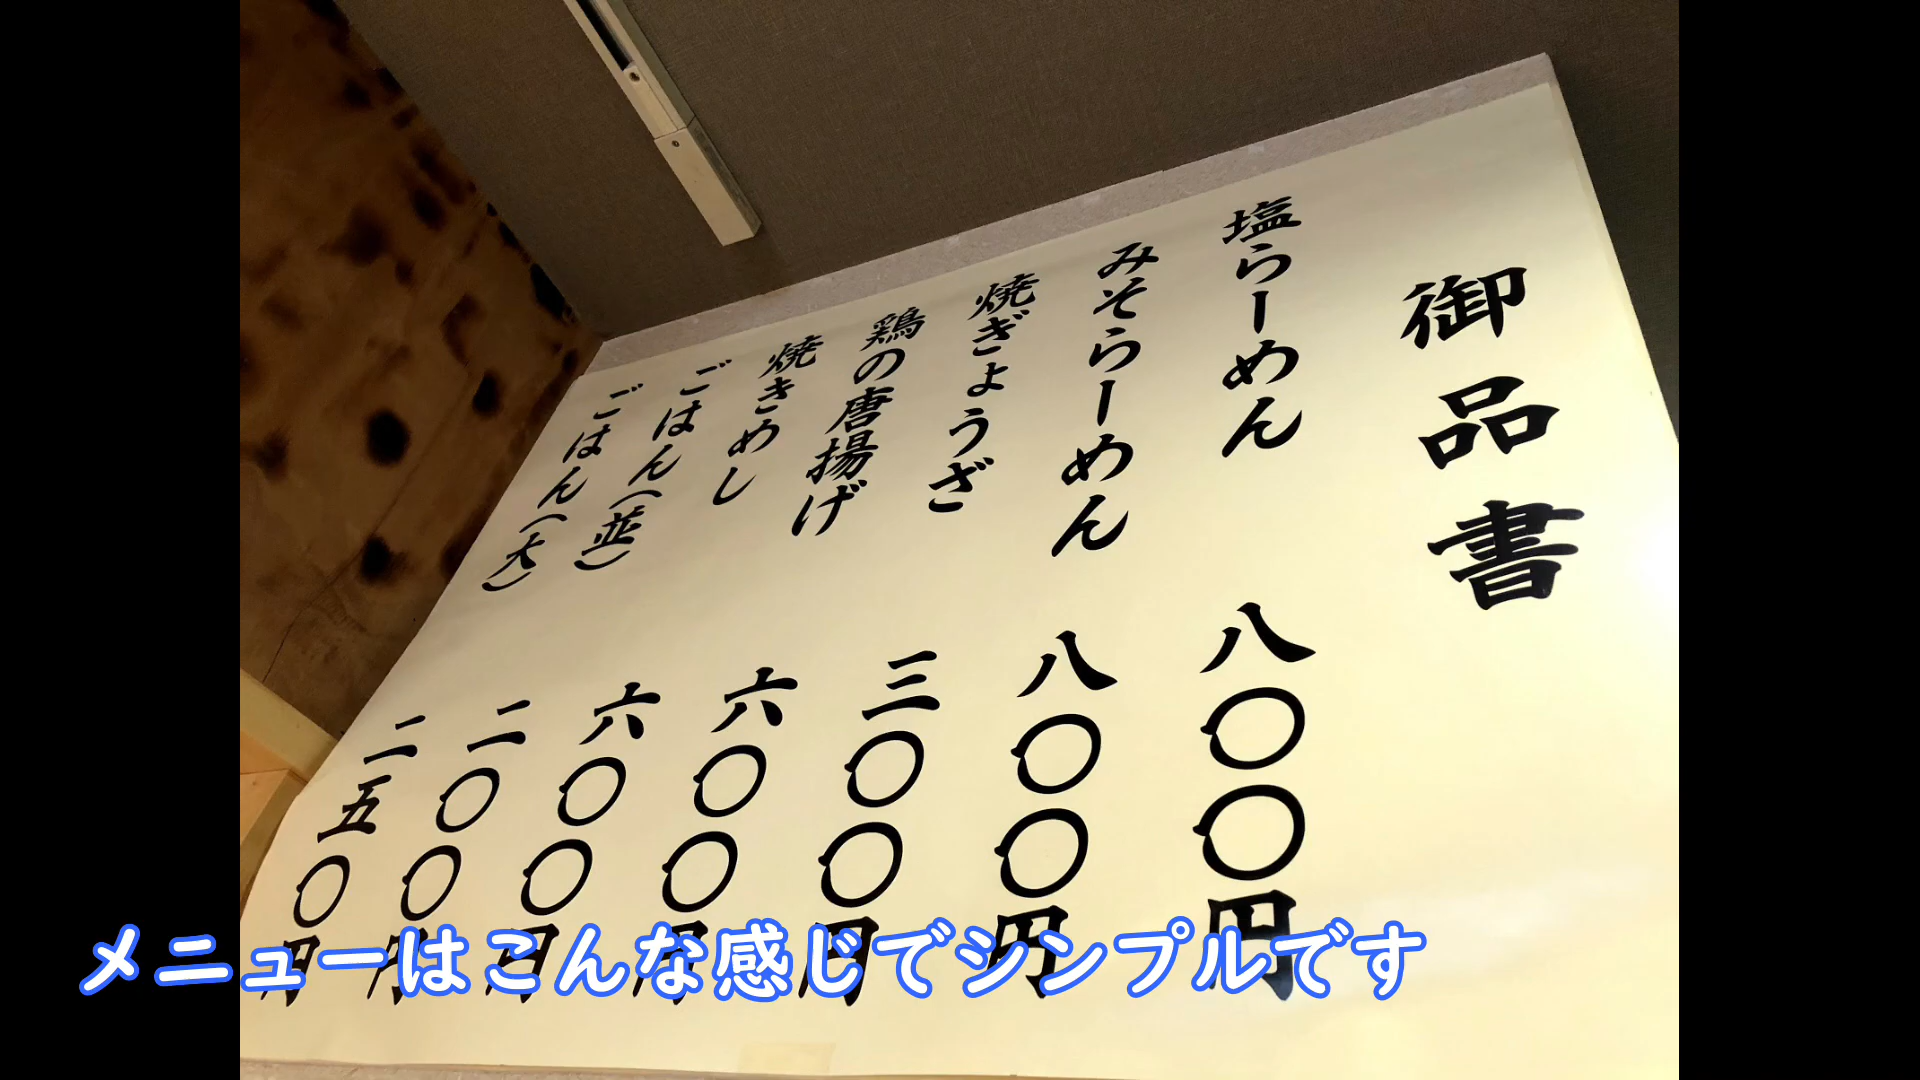 御品書
塩らーめん 八〇〇円
みそらーめん 八〇〇円
焼ぎょうざ 三〇〇円
鶏の唐揚げ 六〇〇円
焼きめし 六〇〇円
ごはん(並) 二〇〇円
ごはん(大) 二五〇円
メニューはこんな感じでシンプルです